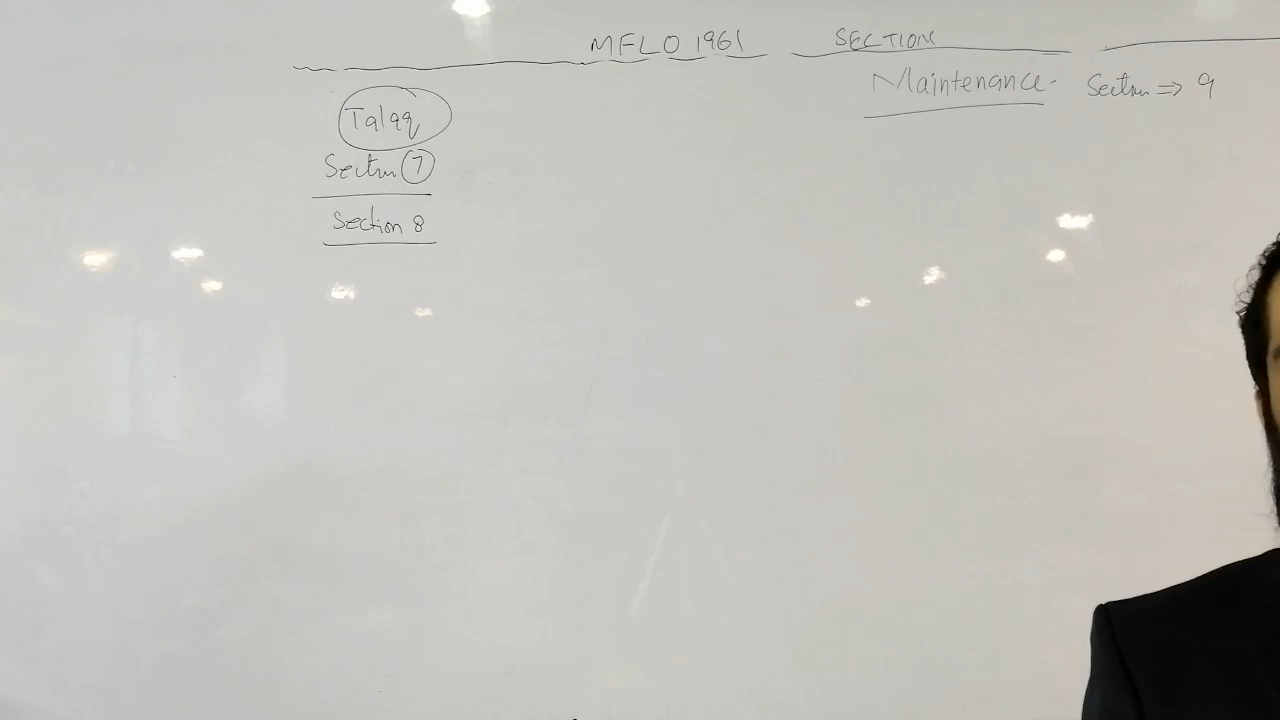 MFLO 1961 SECTION
Maintenance. Section => 9
Talaq
Section 7
Section 8